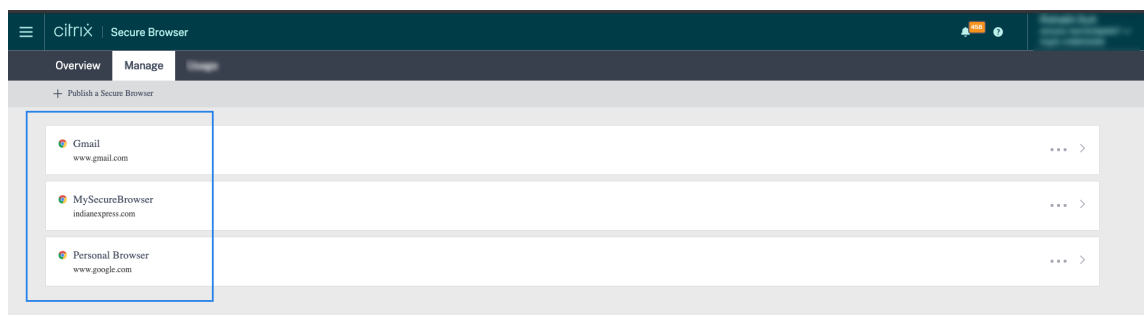 citrix | Secure Browser
458
?
Overview Manage
+ Publish a Secure Browser
Gmail
www.gmail.com
MySecureBrowser
indianexpress.com
Personal Browser
www.google.com